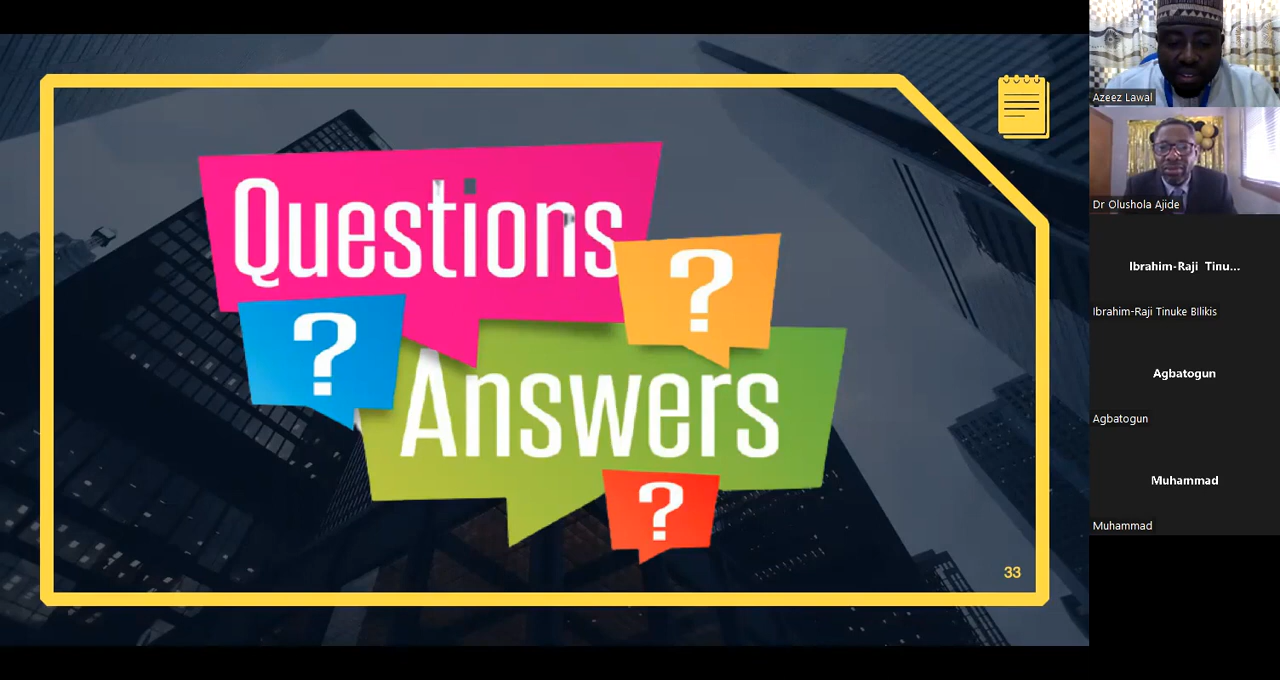 Questions
?
?
Answers
?
33
Azeez Lawal
Dr Olushola Ajide
Ibrahim-Raji Tinu...
Ibrahim-Raji Tinuke BIlikis
Agbatogun
Agbatogun
Muhammad
Muhammad